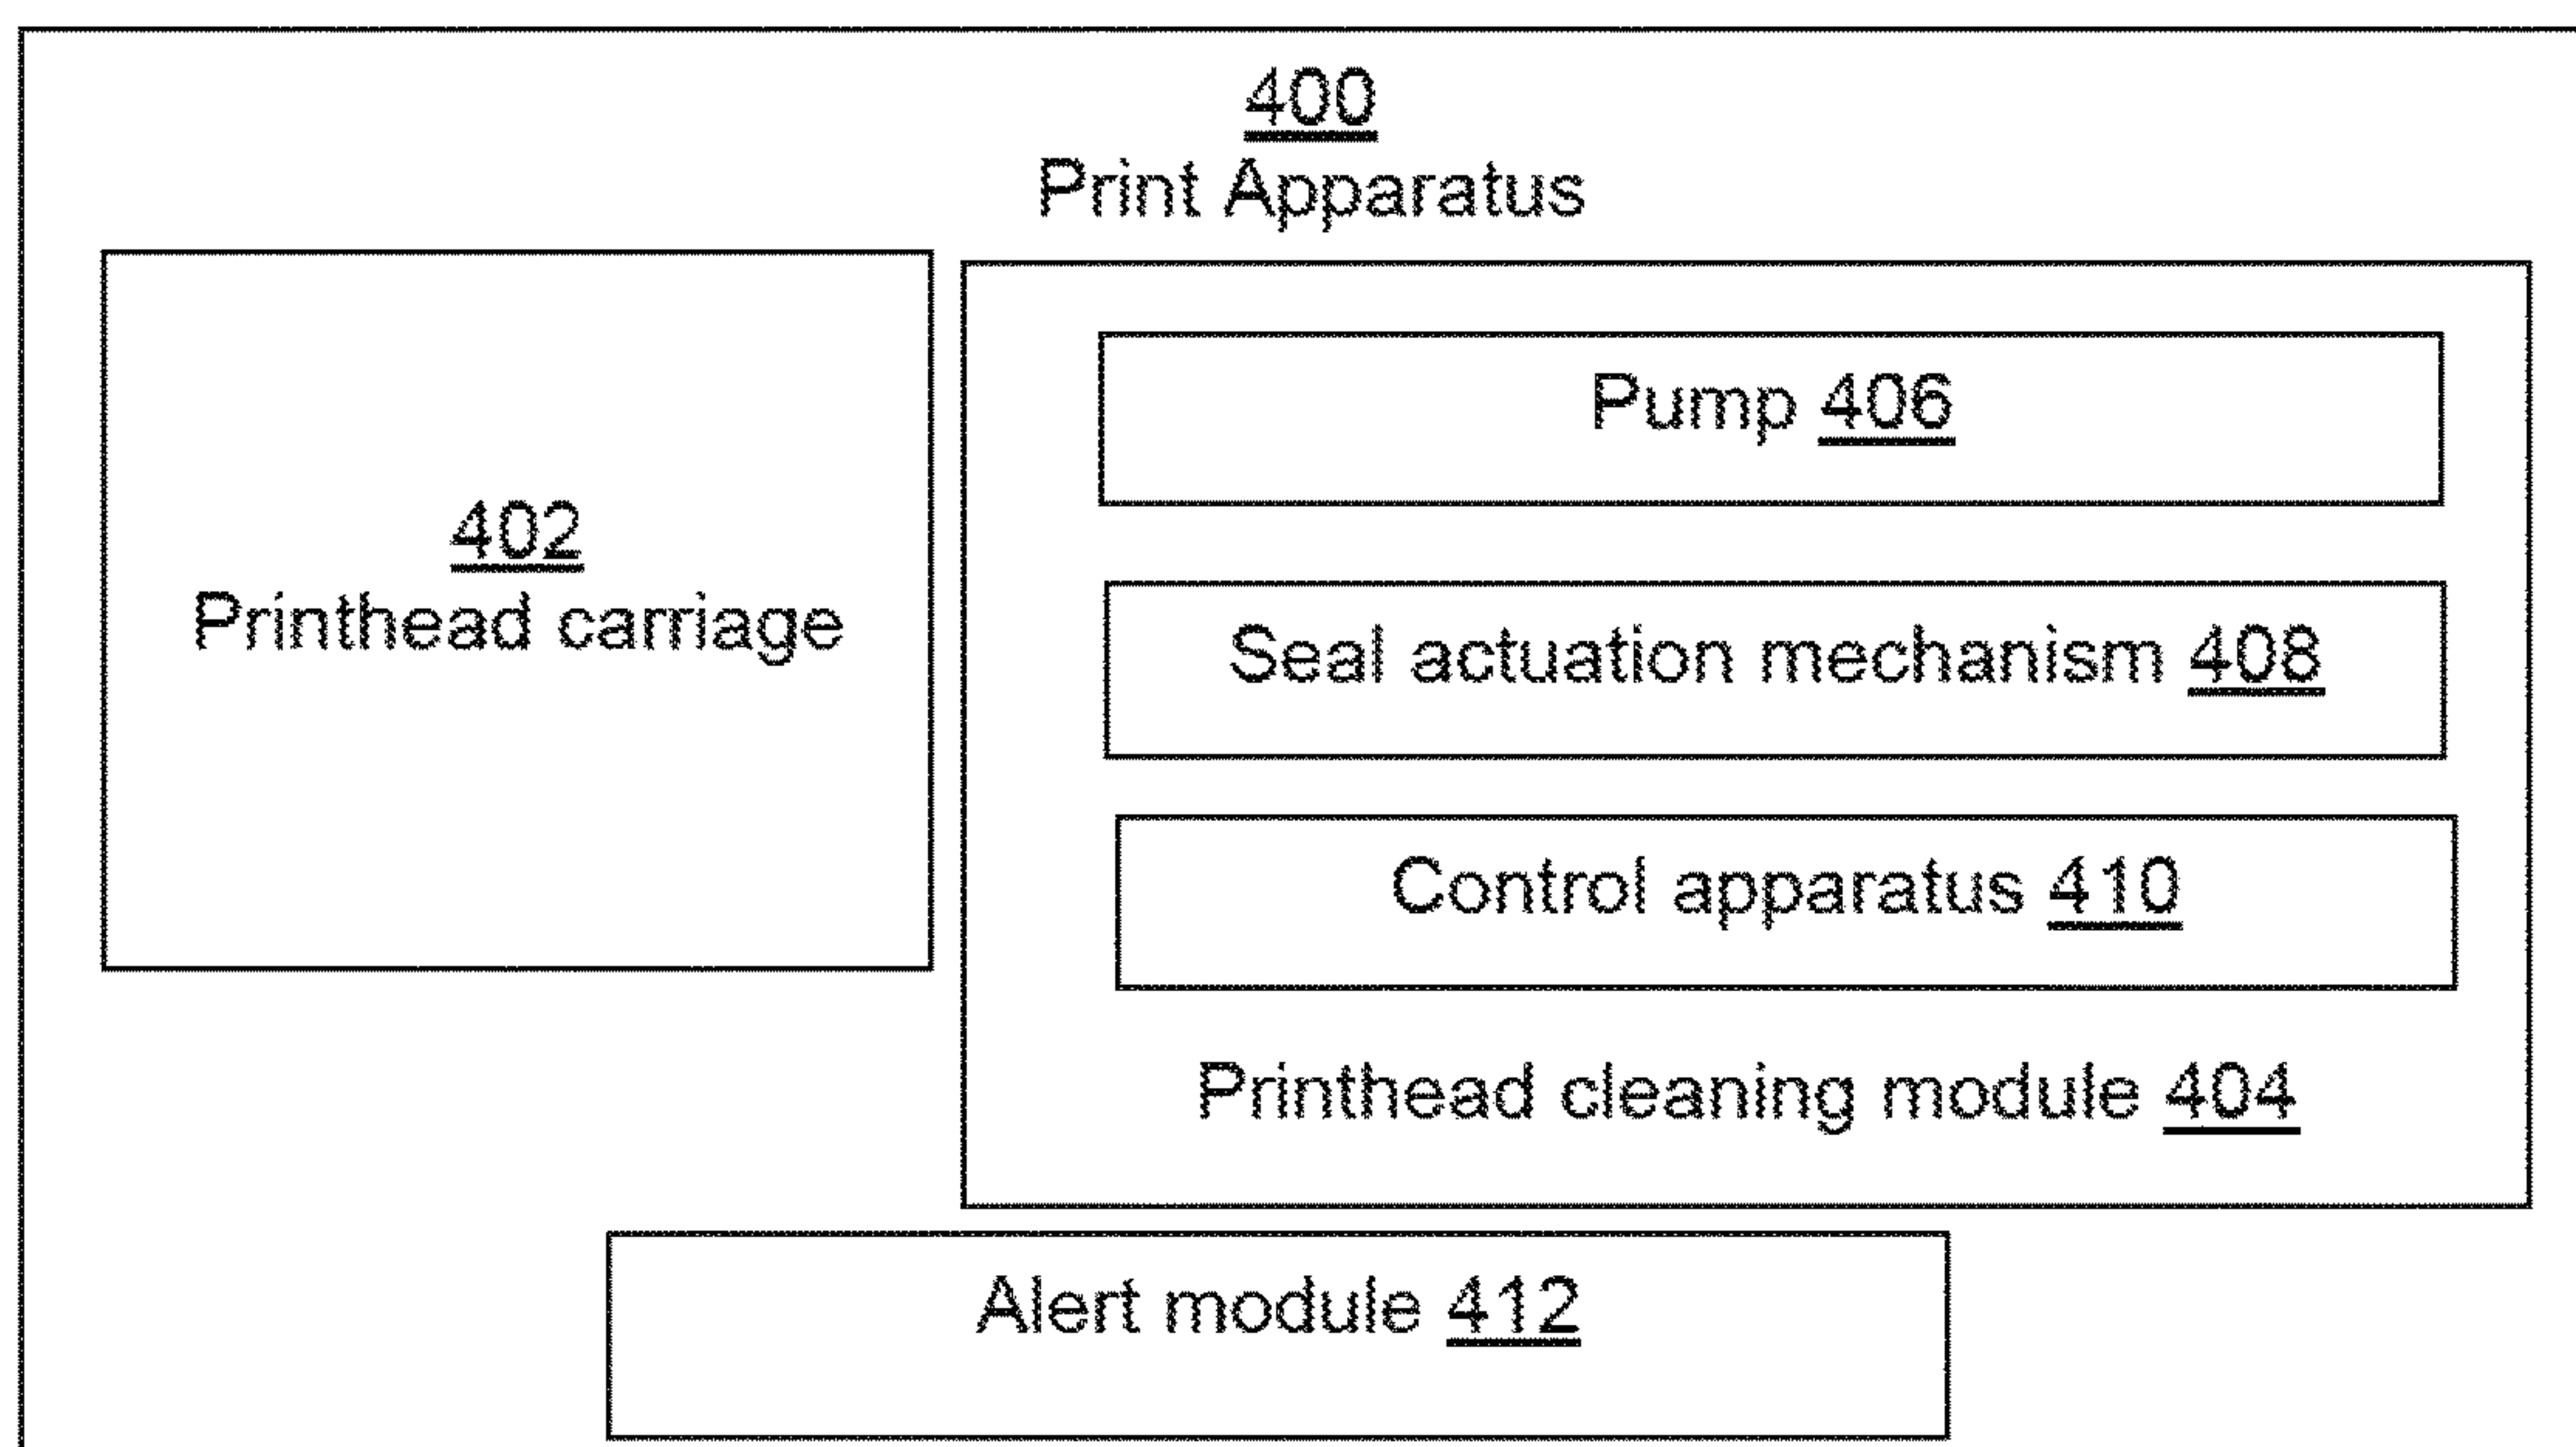 400
Print Apparatus
402
Printhead carriage
Pump 406
Seal actuation mechanism 408
Control apparatus 410
Printhead cleaning module 404
Alert module 412